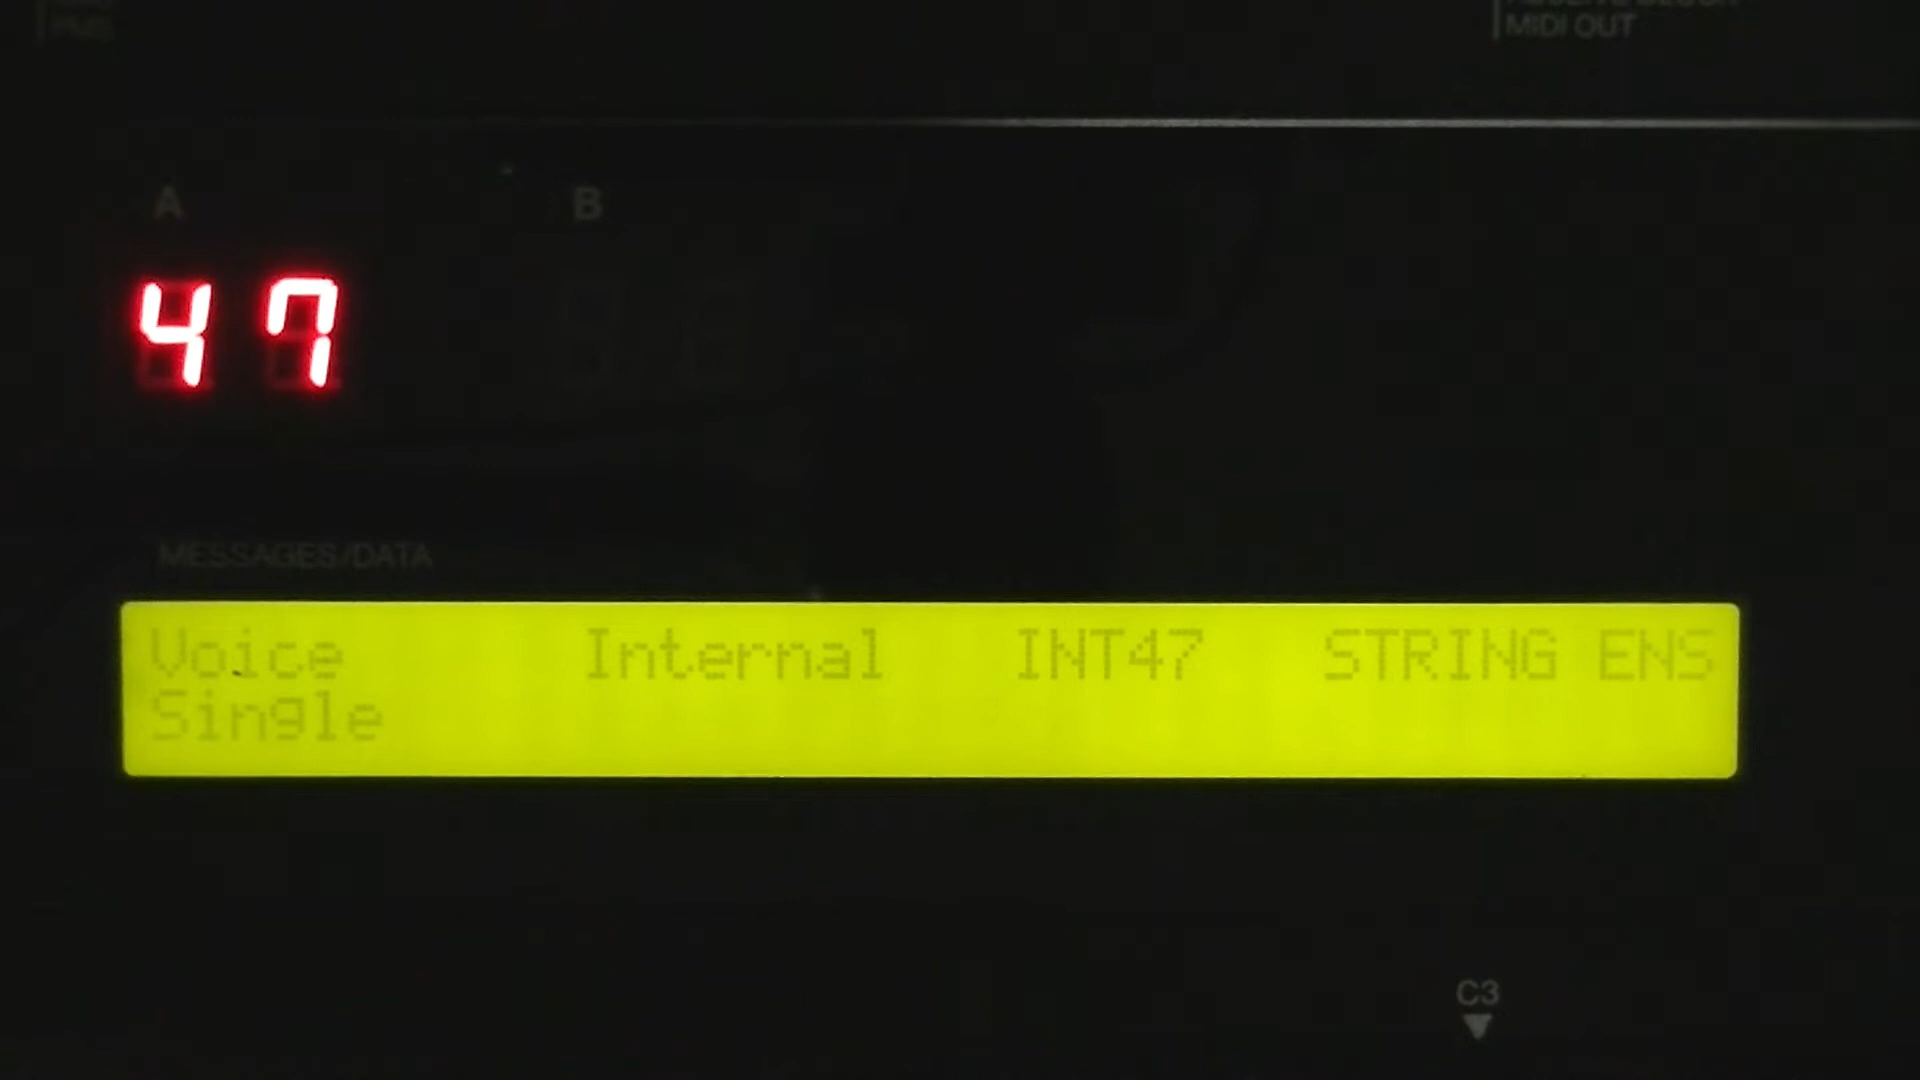 MIDI OUT
A B
47
MESSAGES/DATA
Voice Internal INT47 STRING ENS
Single
C3